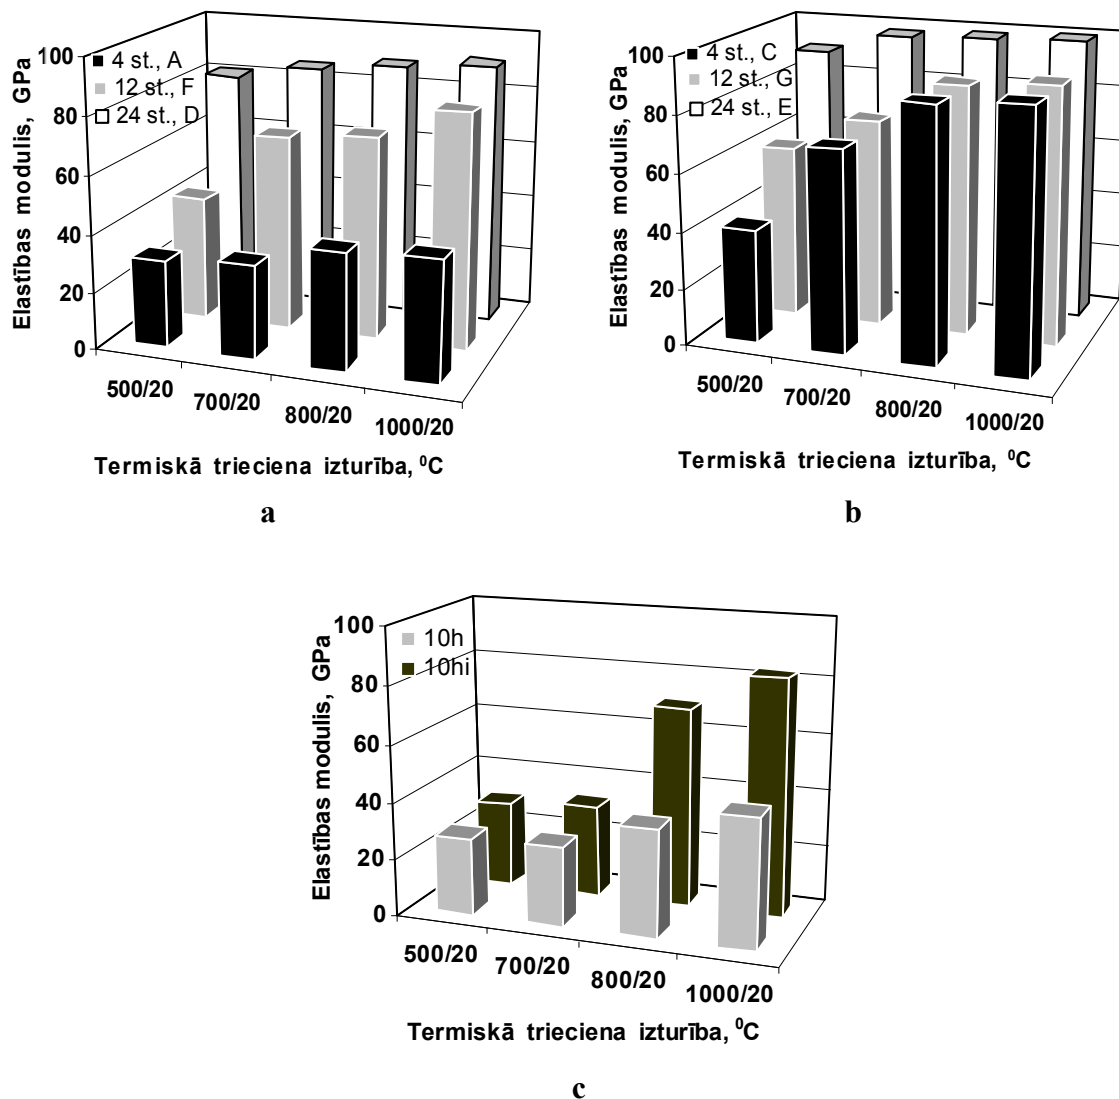 Elastības modulis, GPa
100
80
60
40
20
0
4 st., A
12 st., F
24 st., D
500/20
700/20
800/20
1000/20
Termiskā trieciena izturība, ⁰C
a
Elastības modulis, GPa
100
80
60
40
20
0
4 st., C
12 st., G
24 st., E
500/20
700/20
800/20
1000/20
Termiskā trieciena izturība, ⁰C
b
Elastības modulis, GPa
100
80
60
40
20
0
10h
10hi
500/20
700/20
800/20
1000/20
Termiskā trieciena izturība, ⁰C
c